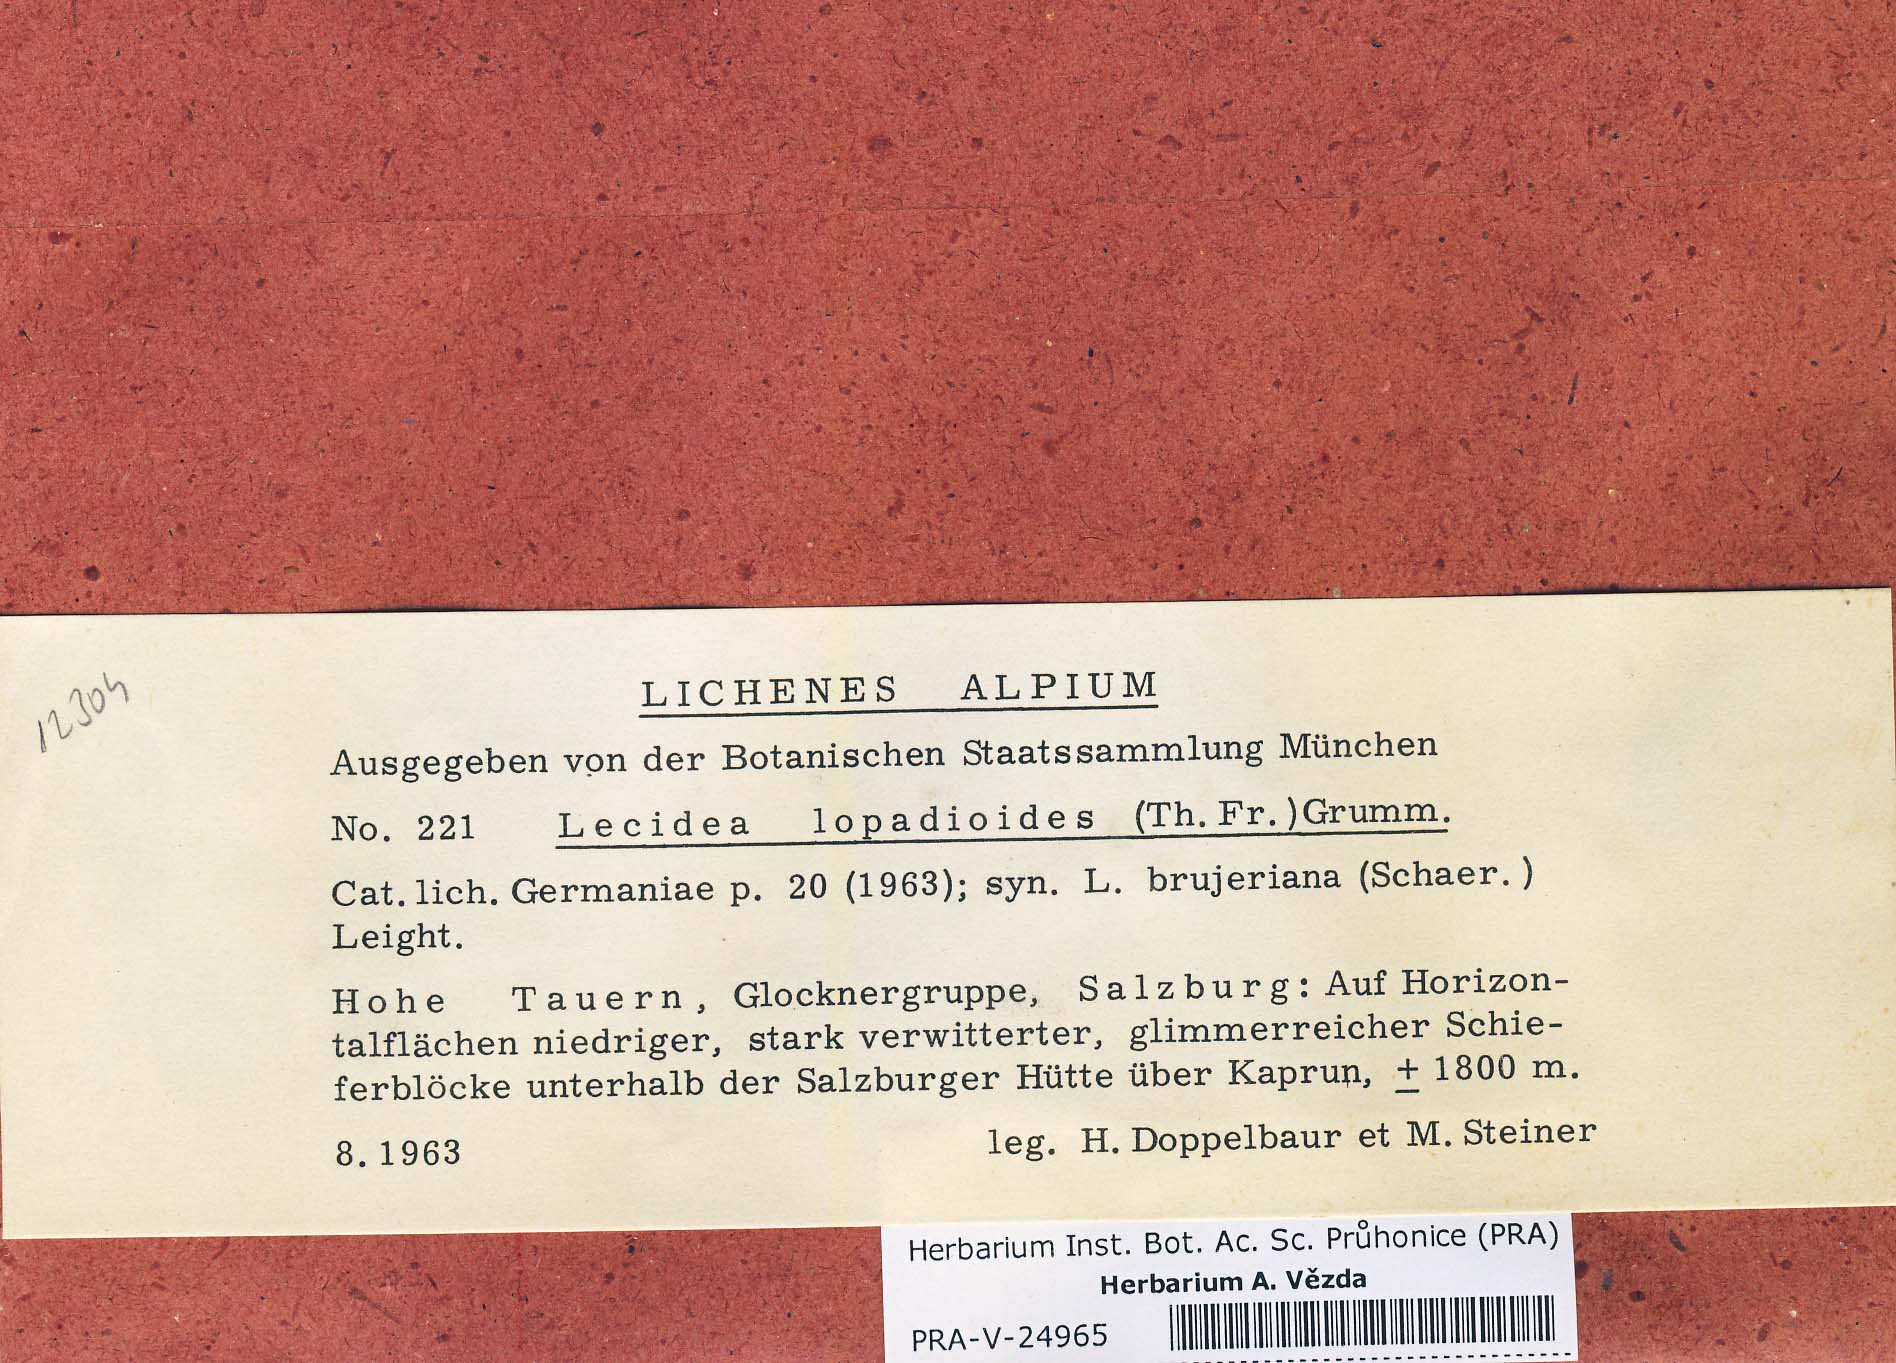 12304
LICHENES ALPIUM
Ausgegeben von der Botanischen Staatssammlung München
No. 221 Lecidea lopadioides (Th. Fr.) Grumm.
Cat. lich. Germaniae p. 20 (1963); syn. L. brujeriana (Schaer.)
Leight.
Hohe Tauern, Glocknergruppe, Salzburg: Auf Horizon-
talflächen niedriger, stark verwitterter, glimmerreicher Schie-
ferblöcke unterhalb der Salzburger Hütte über Kaprun, ± 1800 m.
8. 1963 leg. H. Doppelbaur et M. Steiner
Herbarium Inst. Bot. Ac. Sc. Průhonice (PRA)
Herbarium A. Vězda
PRA-V-24965